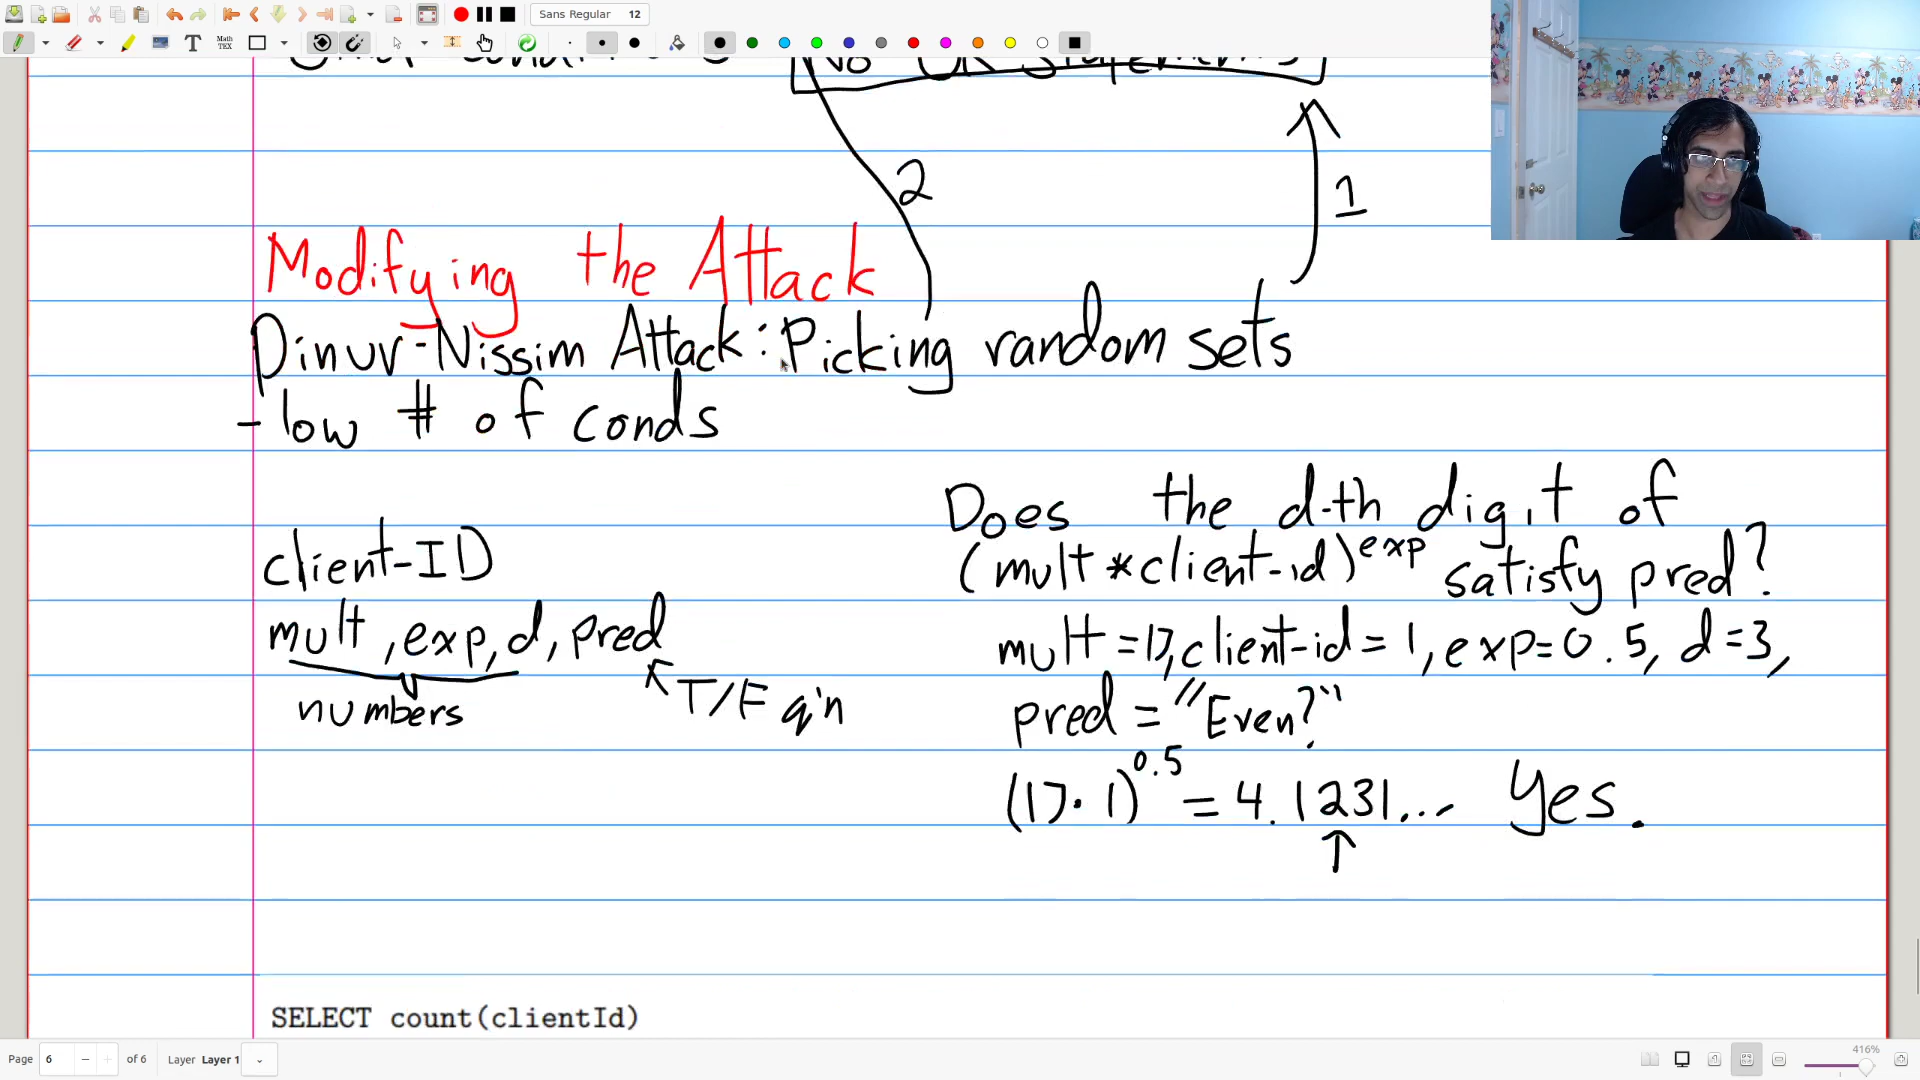 Sans Regular 12
No OR statements
2
1
Modifying the Attack
Dinur-Nissim Attack: Picking random sets
- low # of conds
Does the d-th digit of
(mult * client-id)^exp satisfy pred?
client-ID
mult, exp, d, pred
numbers
T/F q'n
mult = 17, client-id = 1, exp = 0.5, d = 3,
pred = "Even?"
(17 · 1)^0.5 = 4.1231... Yes.
↑
SELECT count(clientId)
Page 6 of 6 Layer Layer 1
416%